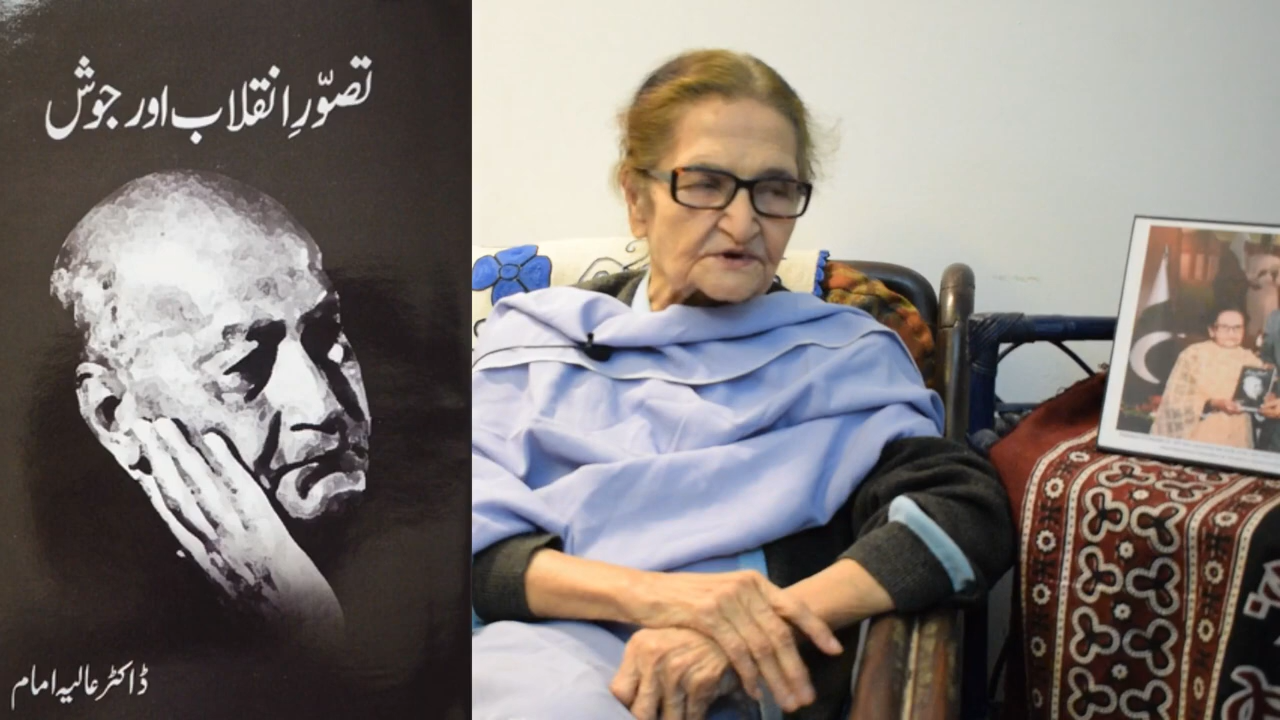 تصوّرِ انقلاب اور جوش
ڈاکٹر عالیہ امام